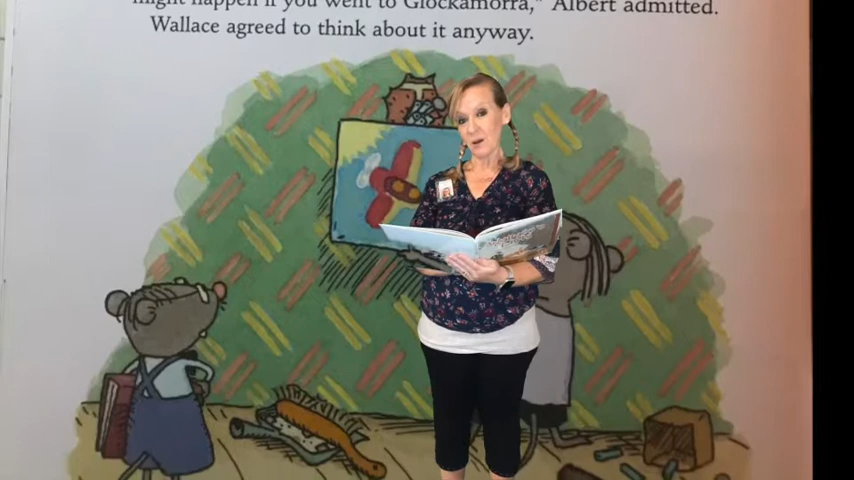 might happen if you went to Glockamorra," Albert admitted.
Wallace agreed to think about it anyway.